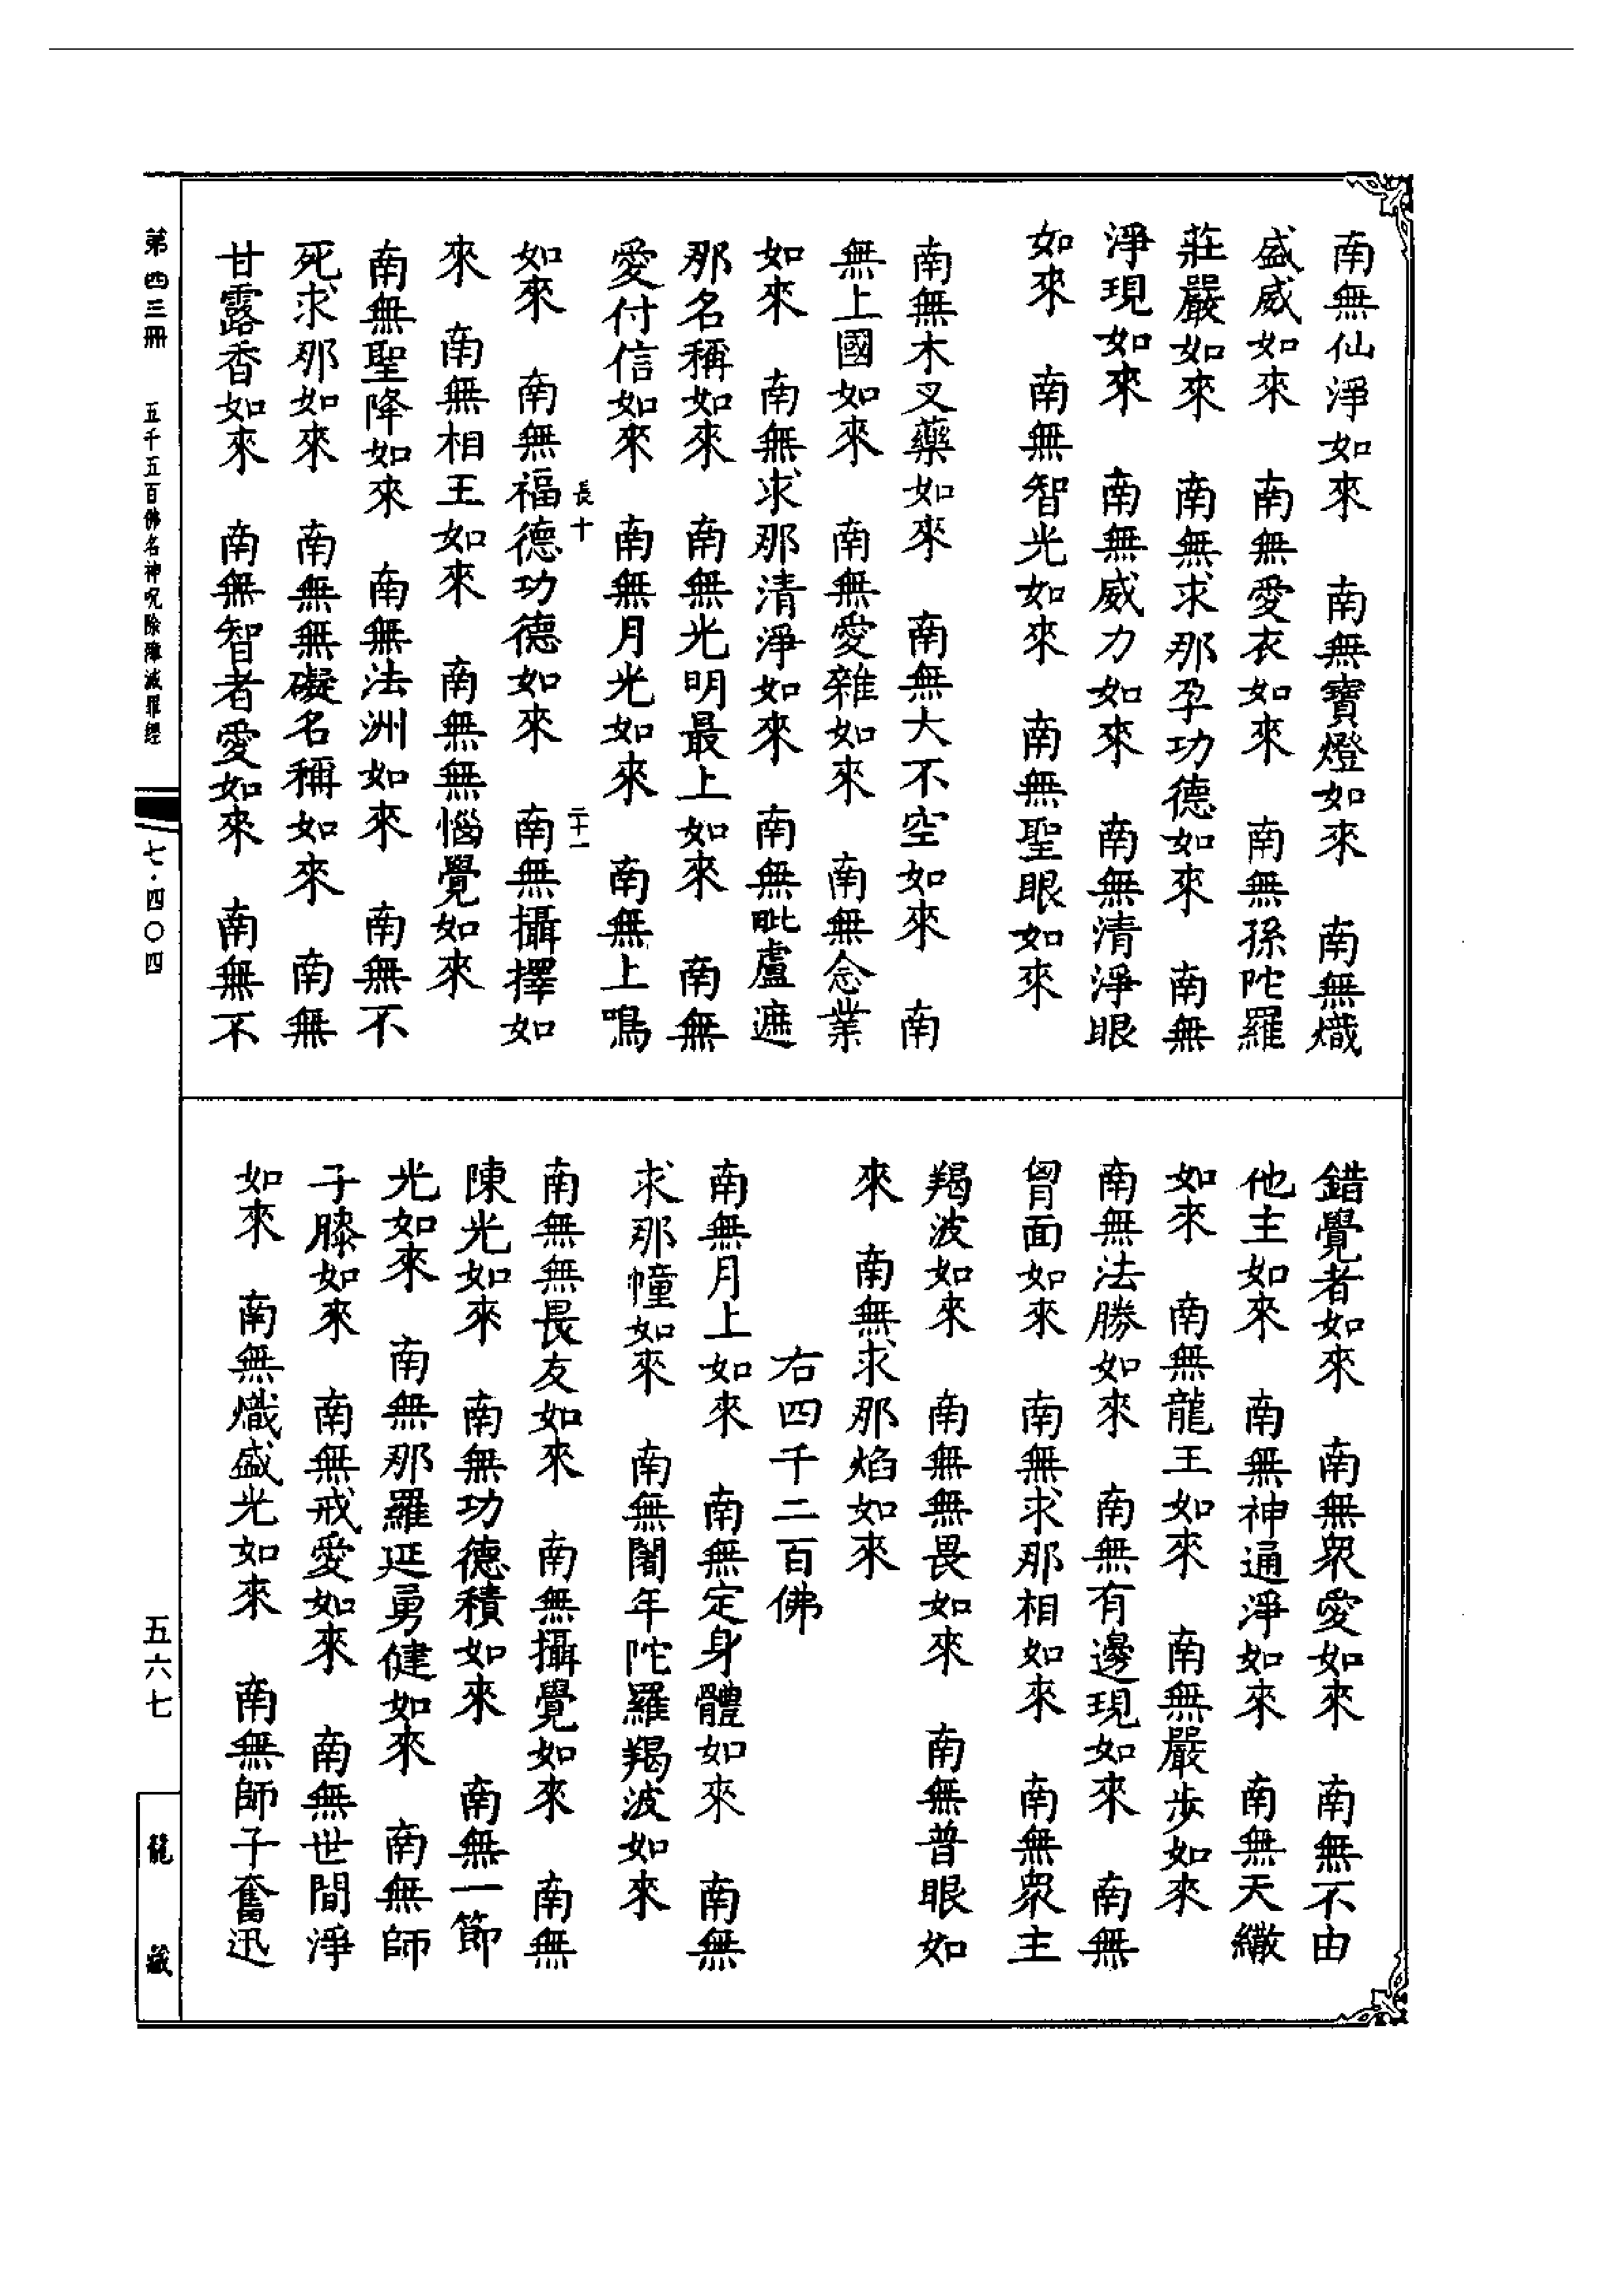 南無仙淨如來　南無寶燈如來　南無熾
盛威如來　南無愛衣如來　南無孫陀羅
莊嚴如來　南無求那孕功德如來　南無
淨現如來　南無威力如來　南無清淨眼
如來　南無智光如來　南無聖眼如來
南無木叉藥如來　南無大不空如來　南
無上國如來　南無愛雜如來　南無念業
如來　南無求那清淨如來　南無毗盧遮
那名稱如來　南無光明最上如來　南無
愛付信如來　南無月光如來　南無上鳴
長十　二十一
如來　南無福德功德如來　南無攝擇如
來　南無相王如來　南無無惱覺如來
南無聖降如來　南無法洲如來　南無不
死求那如來　南無無礙名稱如來　南無
甘露香如來　南無智者愛如來　南無不
錯覺者如來　南無眾愛如來　南無不由
他主如來　南無神通淨如來　南無天繖
如來　南無龍王如來　南無嚴步如來
南無法勝如來　南無有邊現如來　南無
胷面如來　南無求那相如來　南無眾主
羯波如來　南無無畏如來　南無普眼如
來　南無求那焰如來
右四千二百佛
南無月上如來　南無定身體如來　南無
求那幢如來　南無闍年陀羅羯波如來
南無無畏友如來　南無攝覺如來　南無
陳光如來　南無功德積如來　南無一節
光如來　南無那羅延勇健如來　南無師
子膝如來　南無戒愛如來　南無世間淨
如來　南無熾盛光如來　南無師子奮迅
第四三冊　五千五百佛名神呪除障滅罪經
七·四〇四
五六七
龍藏